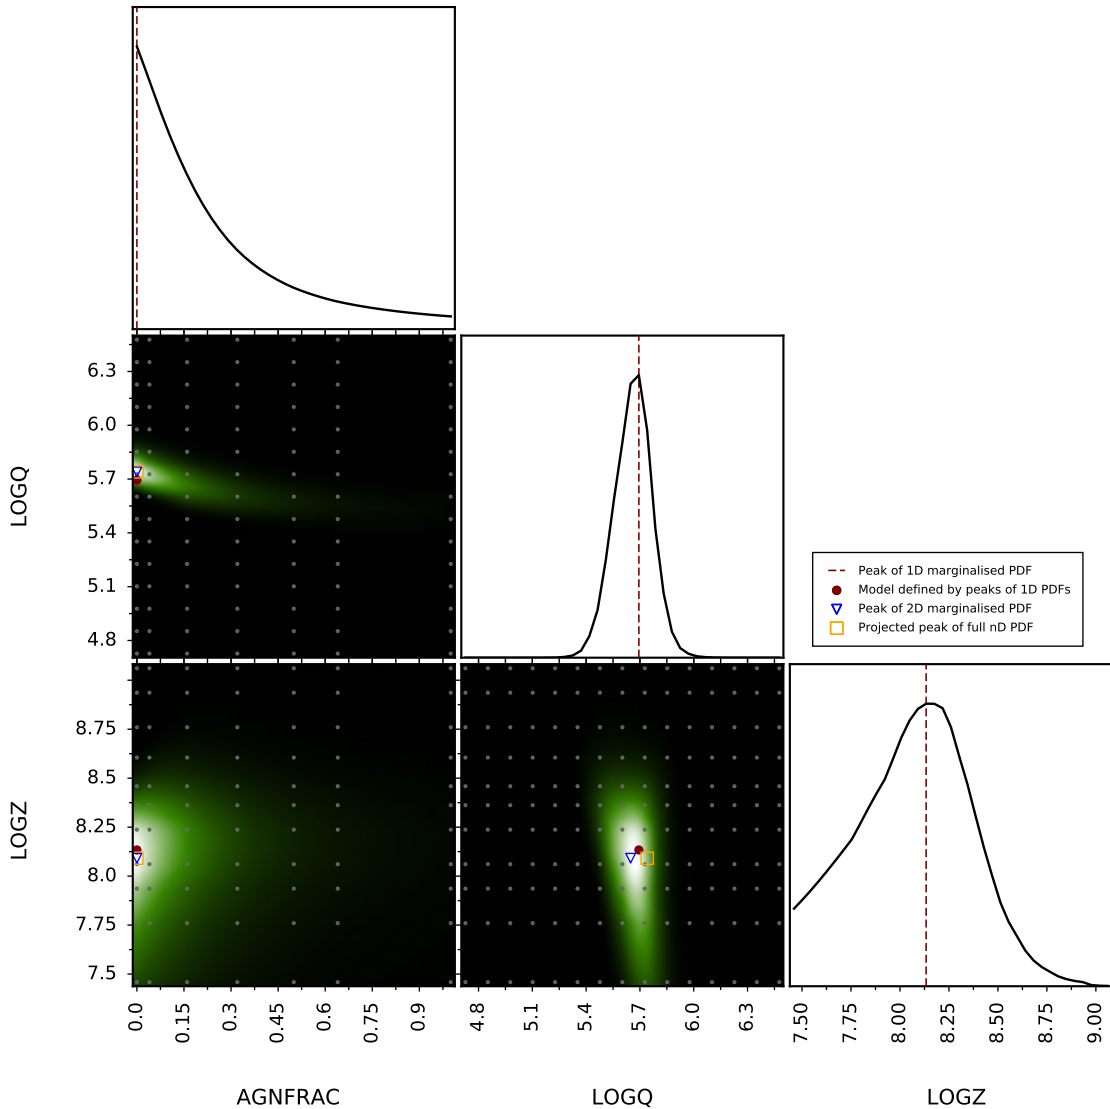 6.3
6.0
5.7
5.4
5.1
4.8
LOGQ
Peak of 1D marginalised PDF
Model defined by peaks of 1D PDFs
Peak of 2D marginalised PDF
Projected peak of full nD PDF
8.75
8.5
8.25
8.0
7.75
7.5
LOGZ
0.0 0.15 0.3 0.45 0.6 0.75 0.9
4.8 5.1 5.4 5.7 6.0 6.3
7.50 7.75 8.00 8.25 8.50 8.75 9.00
AGNFRAC LOGQ LOGZ